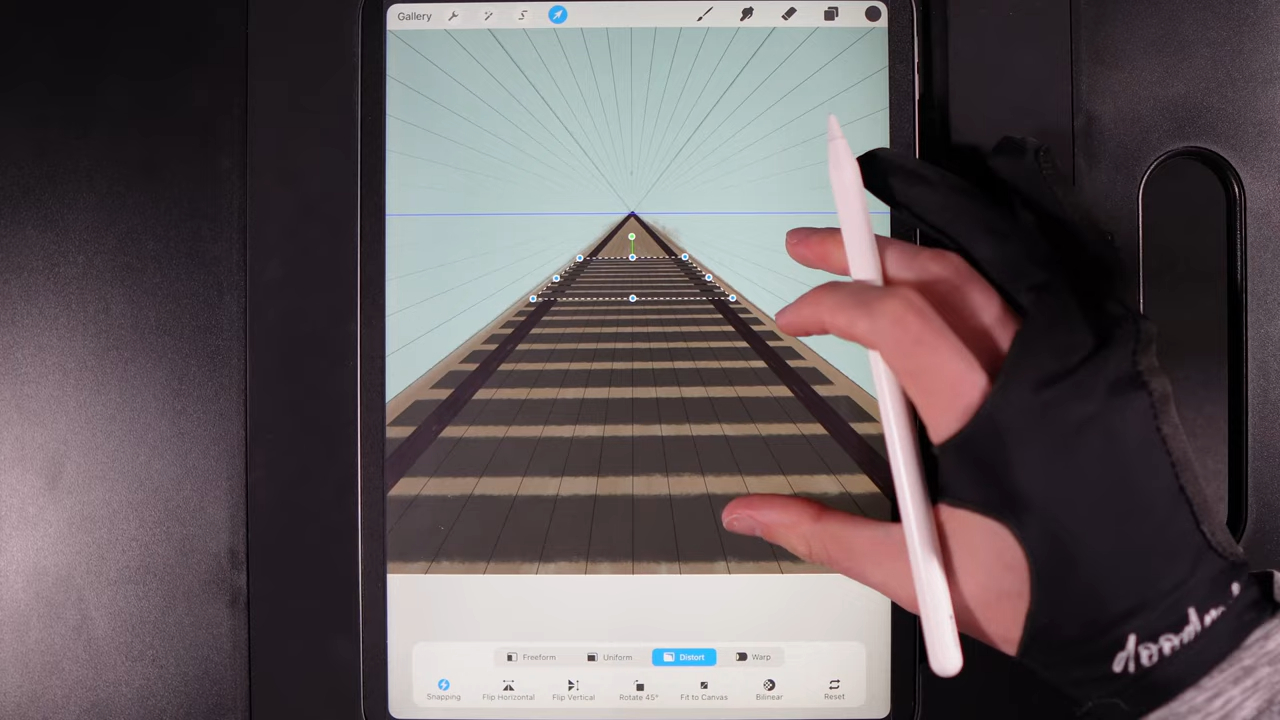 Gallery
Freeform Uniform Distort Warp
Snapping Flip Horizontal Flip Vertical Rotate 45° Fit to Canvas Bilinear Reset